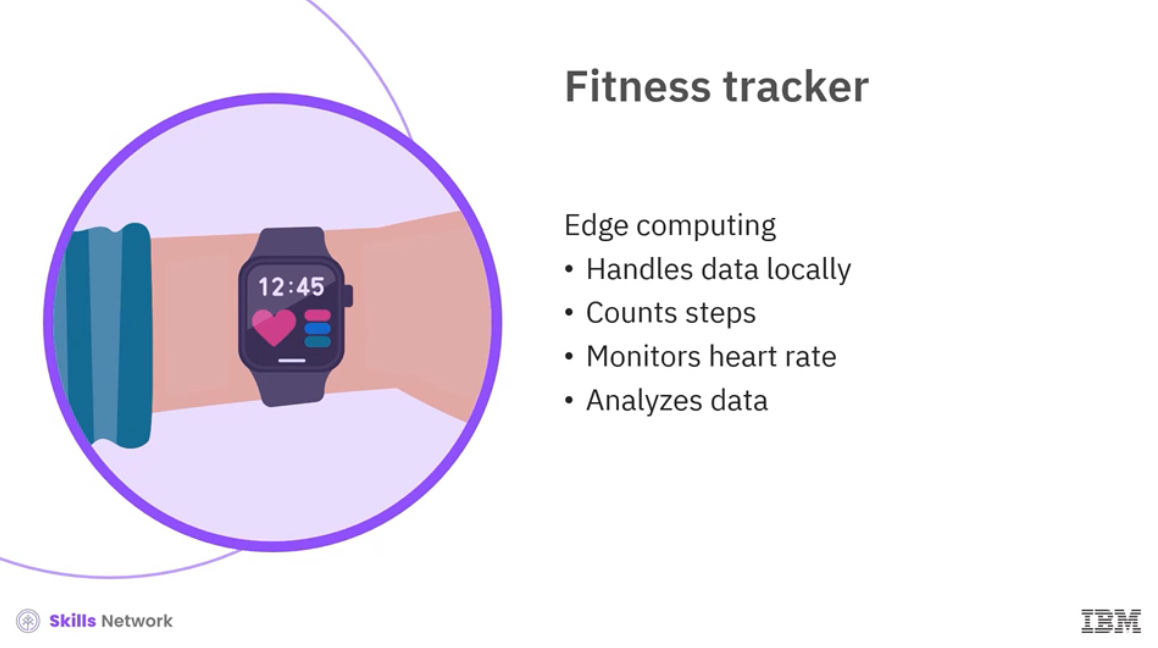 Fitness tracker
Edge computing
• Handles data locally
• Counts steps
• Monitors heart rate
• Analyzes data
12:45
Skills Network
IBM